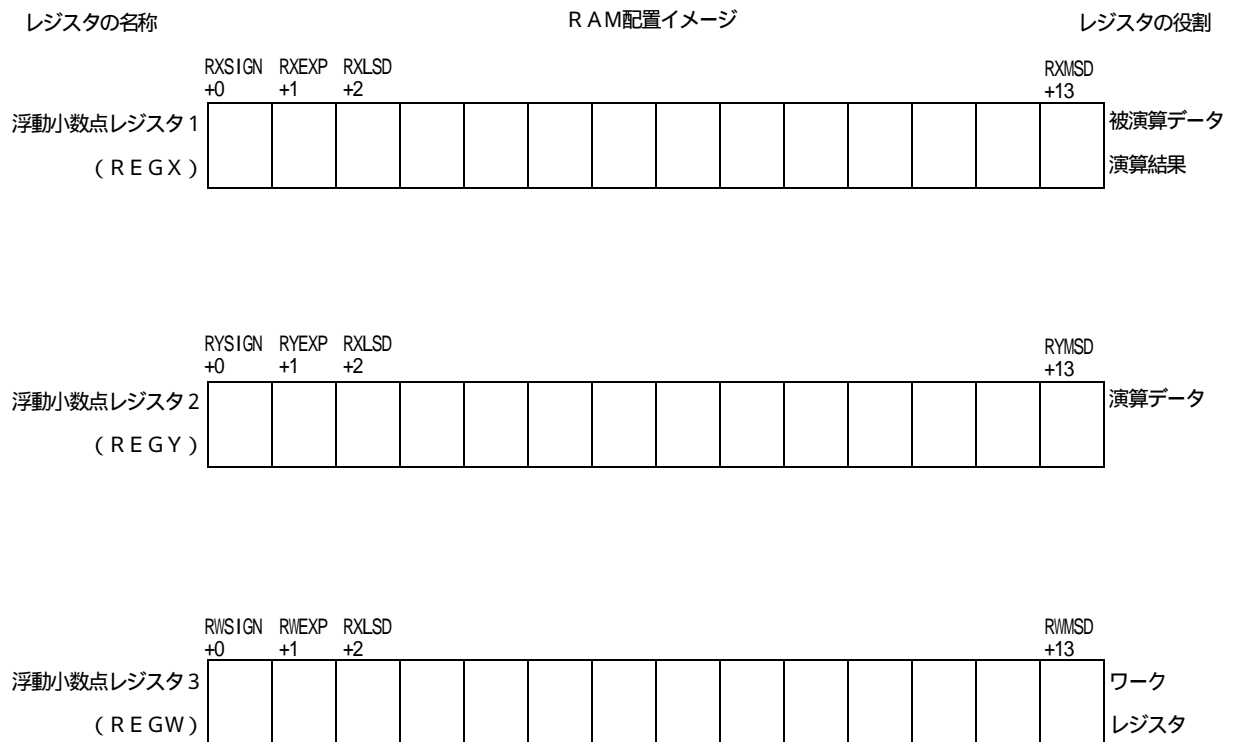 レジスタの名称 ＲＡＭ配置イメージ レジスタの役割
RXSIGN RXEXP RXLSD RXMSD
+0 +1 +2 +13
浮動小数点レジスタ１ 被演算データ
（ＲＥＧＸ） 演算結果
RYSIGN RYEXP RXLSD RYMSD
+0 +1 +2 +13
浮動小数点レジスタ２ 演算データ
（ＲＥＧＹ）
RWSIGN RWEXP RXLSD RWMSD
+0 +1 +2 +13
浮動小数点レジスタ３ ワーク
（ＲＥＧＷ） レジスタ